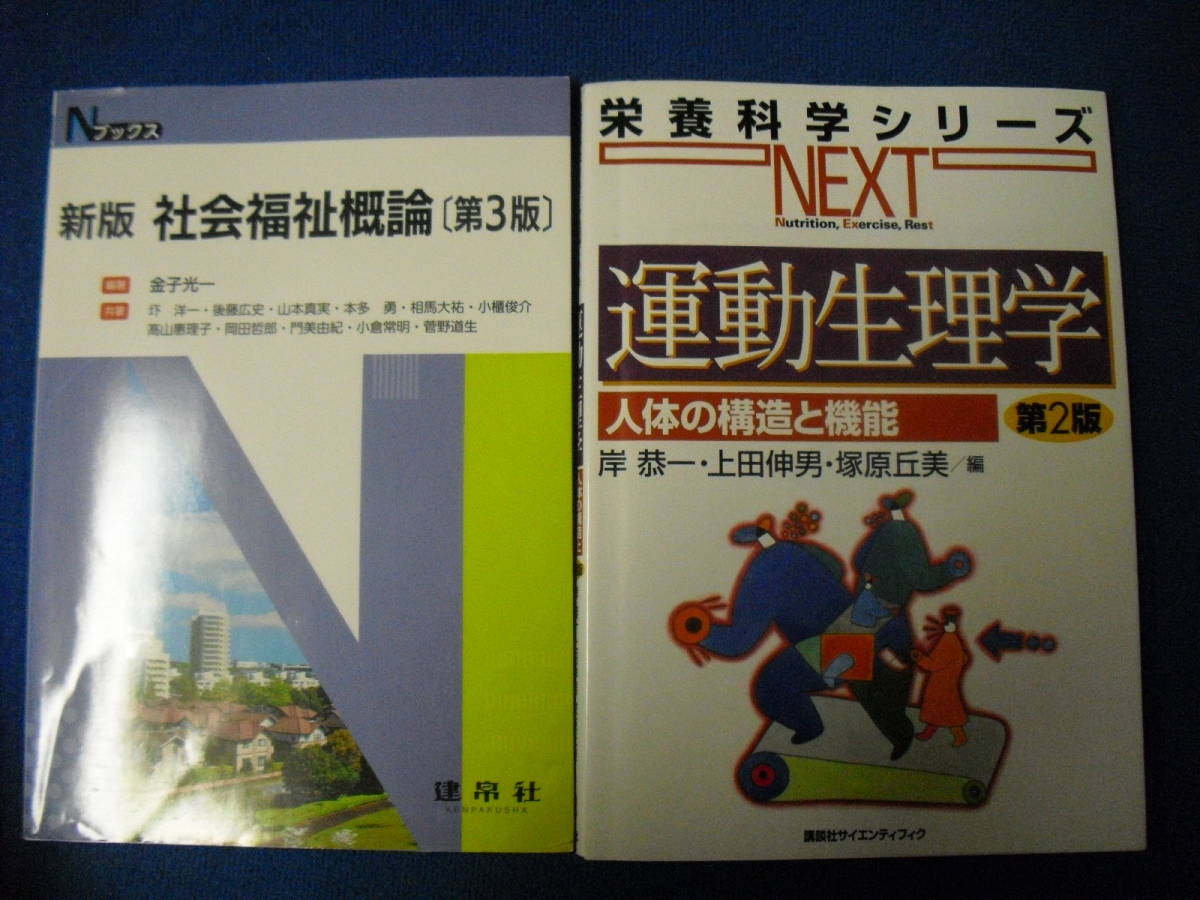 Nブックス
新版 社会福祉概論〔第3版〕
編著 金子光一
共著 圷 洋一・後藤広史・山本真実・本多 勇・相馬大祐・小櫃俊介
髙山惠理子・岡田哲郎・門美由紀・小倉常明・菅野道生
建帛社
KENPAKUSHA
栄養科学シリーズ
NEXT
Nutrition, Exercise, Rest
運動生理学
人体の構造と機能
第2版
岸 恭一・上田伸男・塚原丘美/編
講談社サイエンティフィク